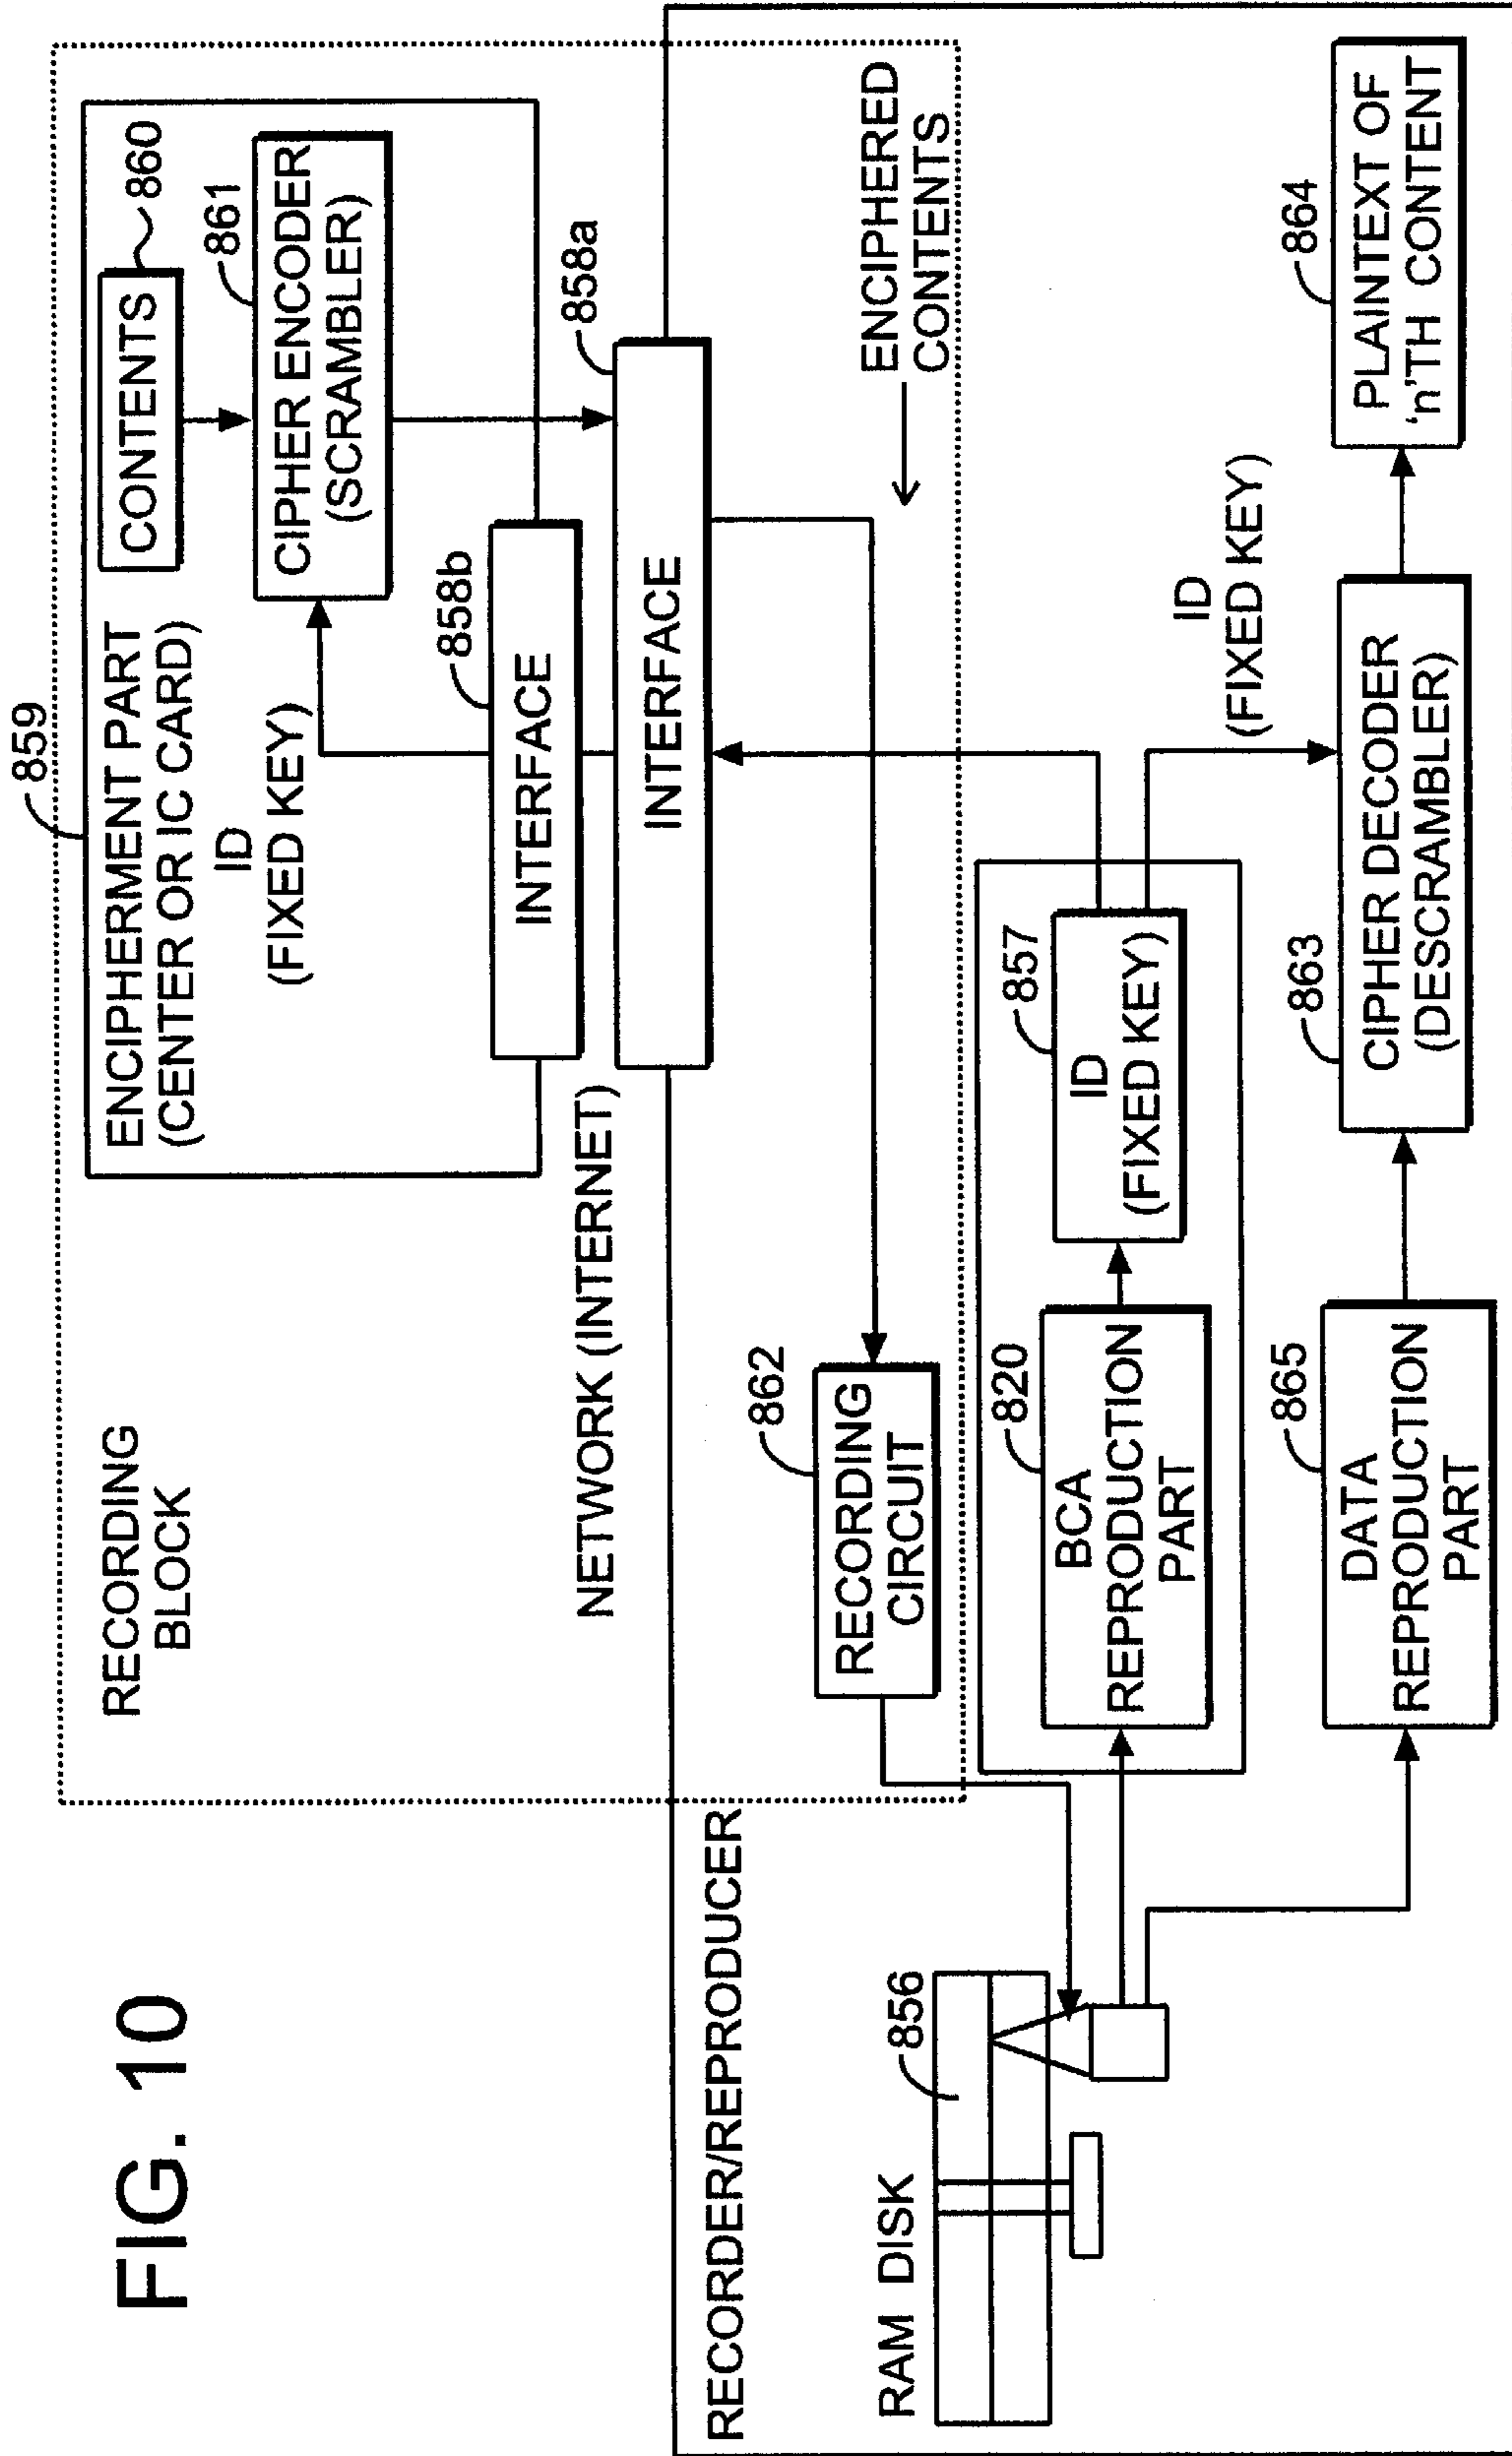 FIG. 10
RECORDING
BLOCK
859
ENCIPHERMENT PART
(CENTER OR IC CARD)
CONTENTS
860
861
CIPHER ENCODER
(SCRAMBLER)
ID
(FIXED KEY)
858b
INTERFACE
858a
INTERFACE
NETWORK (INTERNET)
RECORDER/REPRODUCER
862
RECORDING
CIRCUIT
ENCIPHERED
CONTENTS
RAM DISK
856
820
BCA
REPRODUCTION
PART
857
ID
(FIXED KEY)
ID
(FIXED KEY)
865
DATA
REPRODUCTION
PART
863
CIPHER DECODER
(DESCRAMBLER)
864
PLAINTEXT OF
'n'TH CONTENT